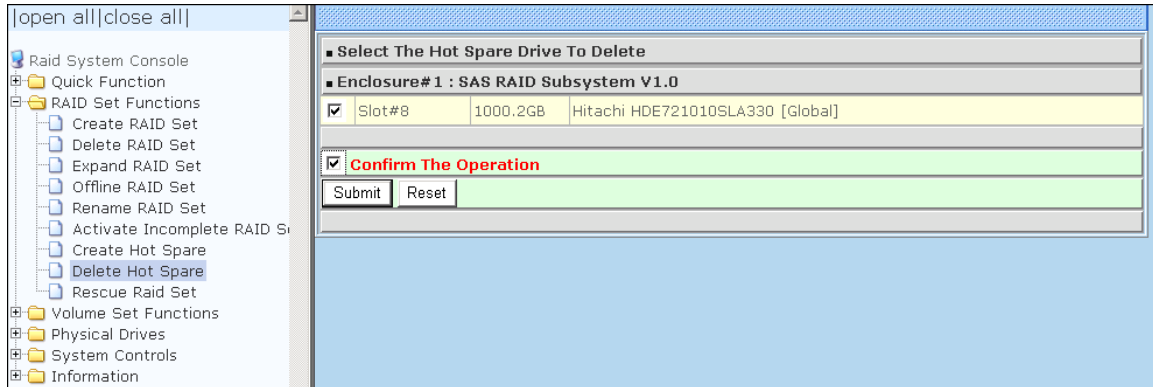 |open all|close all|
Raid System Console
Quick Function
RAID Set Functions
Create RAID Set
Delete RAID Set
Expand RAID Set
Offline RAID Set
Rename RAID Set
Activate Incomplete RAID S
Create Hot Spare
Delete Hot Spare
Rescue Raid Set
Volume Set Functions
Physical Drives
System Controls
Information
Select The Hot Spare Drive To Delete
Enclosure#1 : SAS RAID Subsystem V1.0
Slot#8 1000.2GB Hitachi HDE721010SLA330 [Global]
Confirm The Operation
Submit Reset